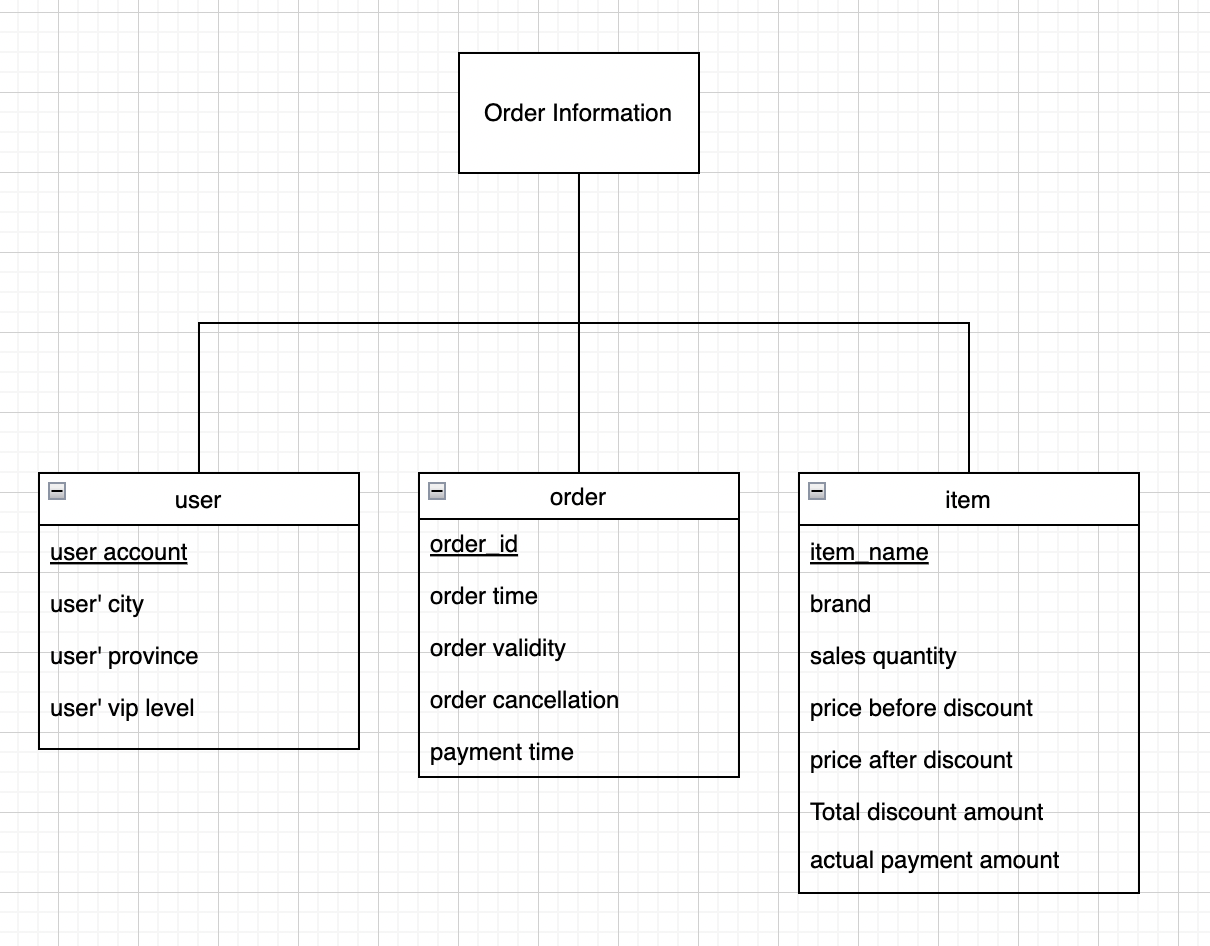 Order Information
user
user account
user' city
user' province
user' vip level
order
order_id
order time
order validity
order cancellation
payment time
item
item_name
brand
sales quantity
price before discount
price after discount
Total discount amount
actual payment amount